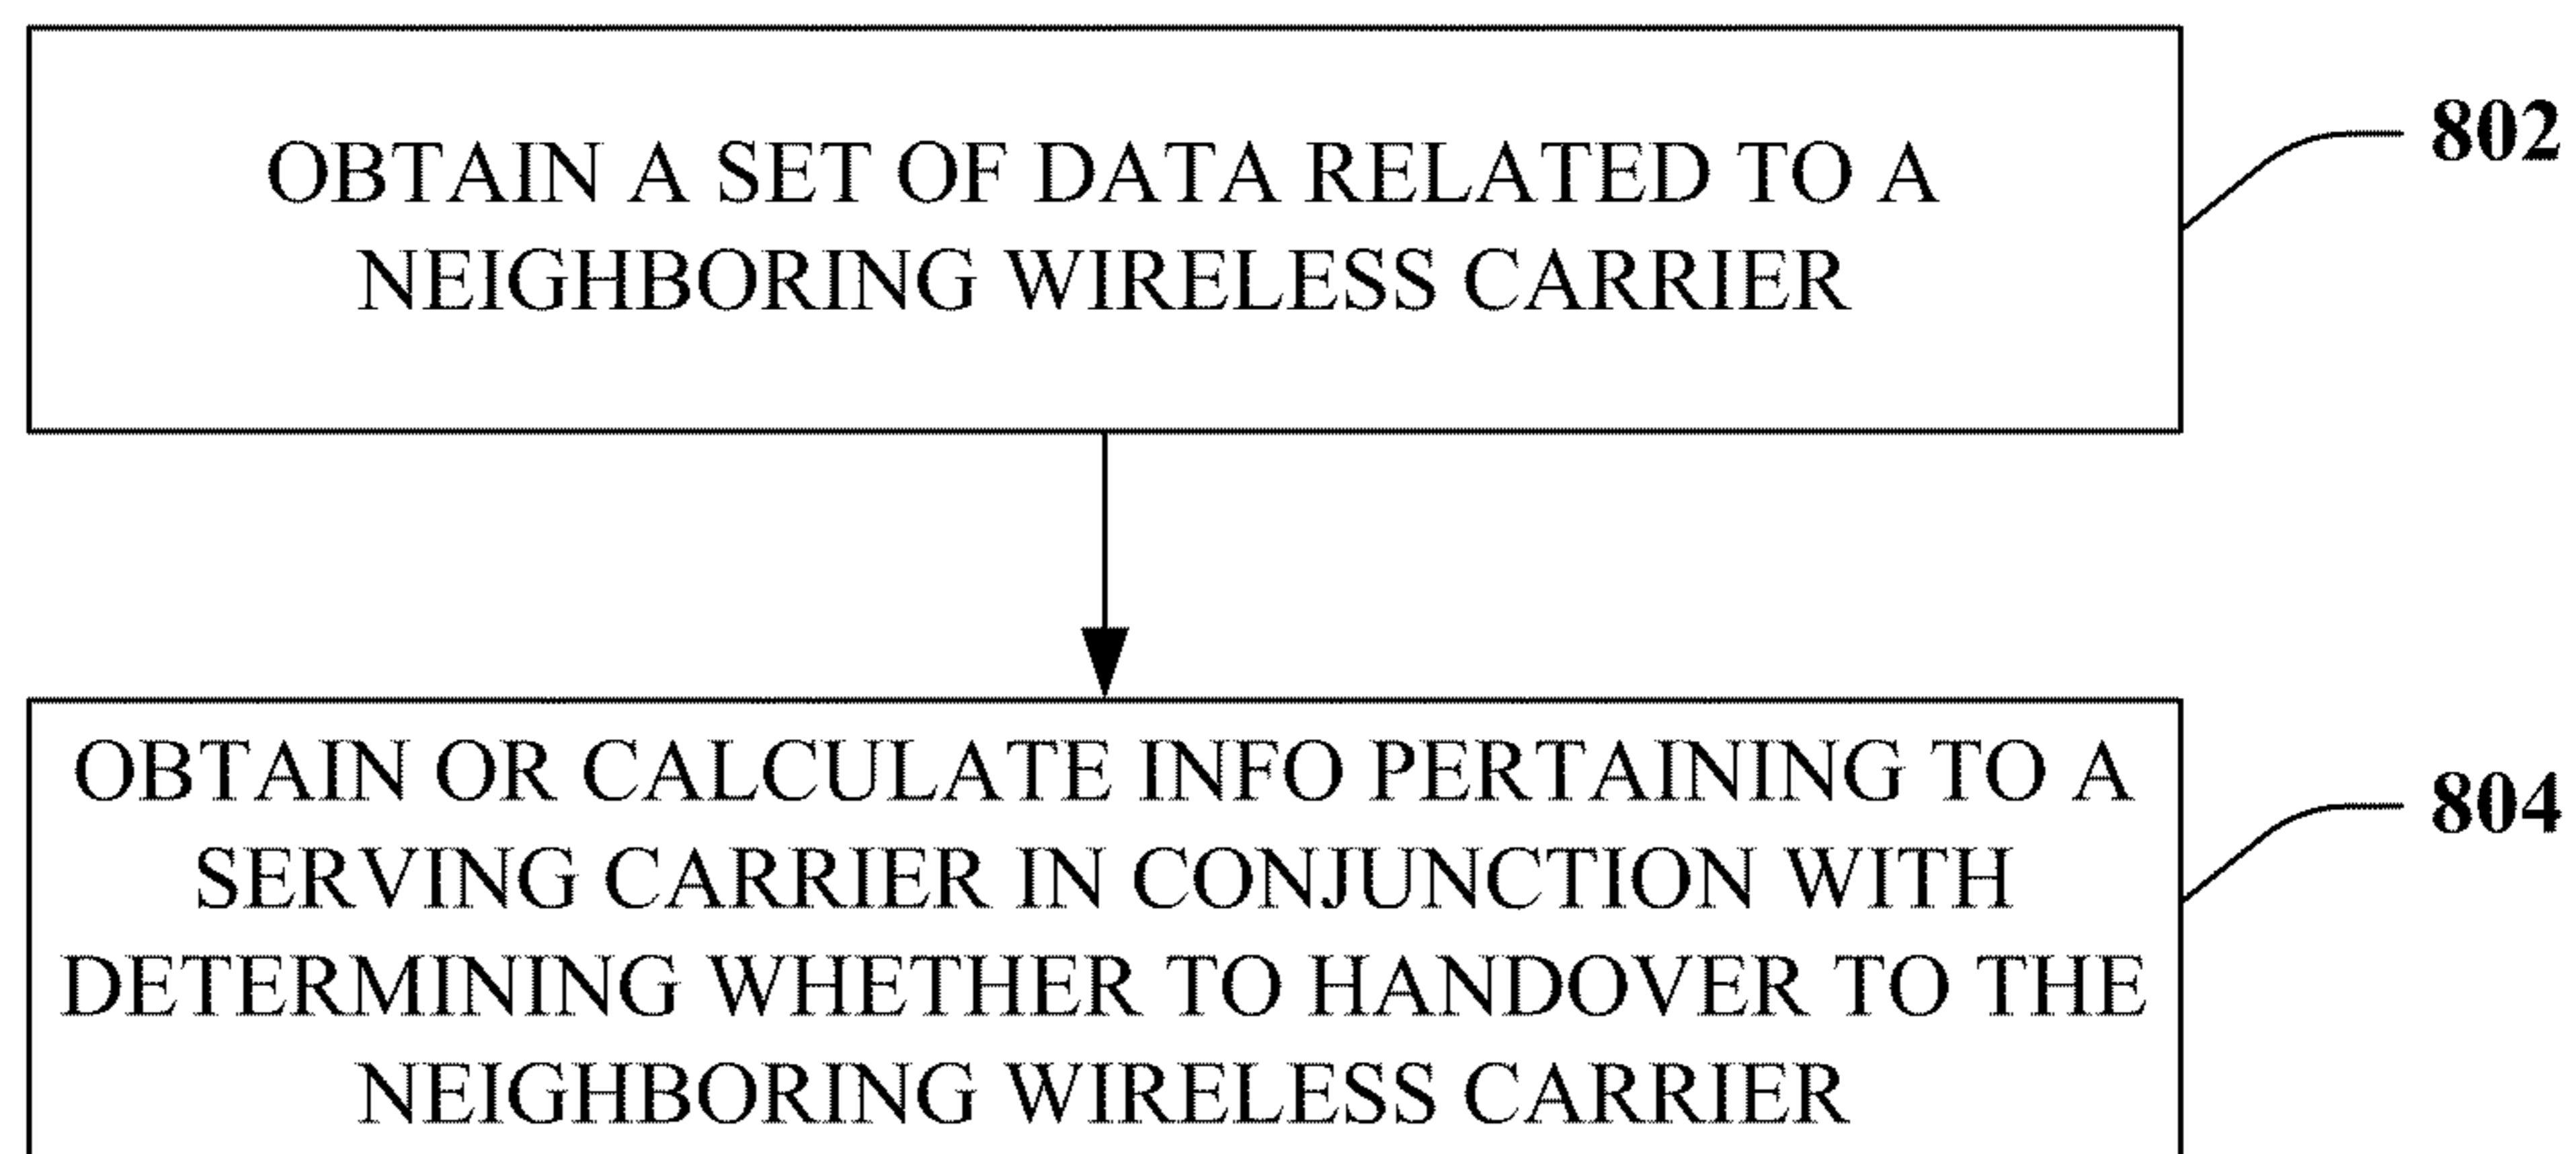 OBTAIN A SET OF DATA RELATED TO A
NEIGHBORING WIRELESS CARRIER
802
OBTAIN OR CALCULATE INFO PERTAINING TO A
SERVING CARRIER IN CONJUNCTION WITH
DETERMINING WHETHER TO HANDOVER TO THE
NEIGHBORING WIRELESS CARRIER
804